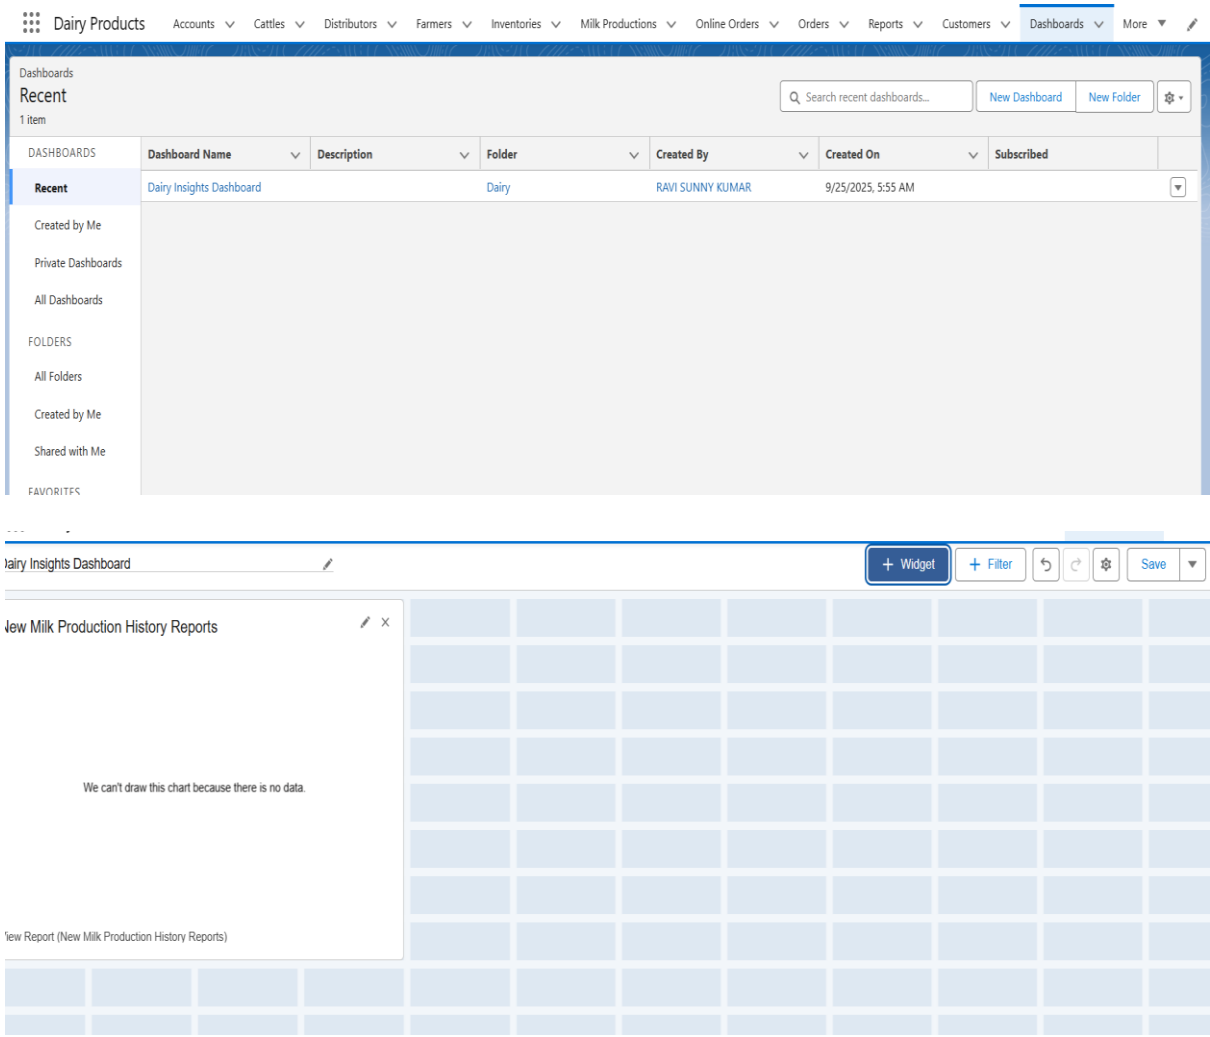 Dairy Products Accounts Cattles Distributors Farmers Inventories Milk Productions Online Orders Orders Reports Customers Dashboards More
Dashboards
Recent
1 item
Search recent dashboards...
New Dashboard
New Folder
DASHBOARDS
Dashboard Name Description Folder Created By Created On Subscribed
Recent
Dairy Insights Dashboard Dairy RAVI SUNNY KUMAR 9/25/2025, 5:55 AM
Created by Me
Private Dashboards
All Dashboards
FOLDERS
All Folders
Created by Me
Shared with Me
FAVORITES
Dairy Insights Dashboard
+ Widget
+ Filter
Save
New Milk Production History Reports
We can't draw this chart because there is no data.
View Report (New Milk Production History Reports)